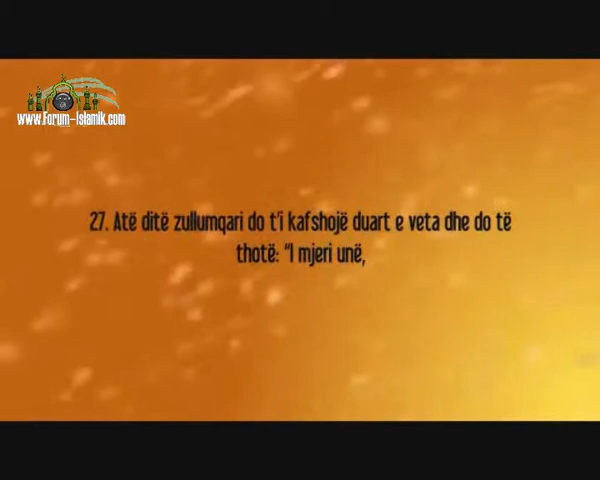 www.Forum-Islamik.com
27. Atë ditë zullumqari do t'i kafshojë duart e veta dhe do të
thotë: “I mjeri unë,